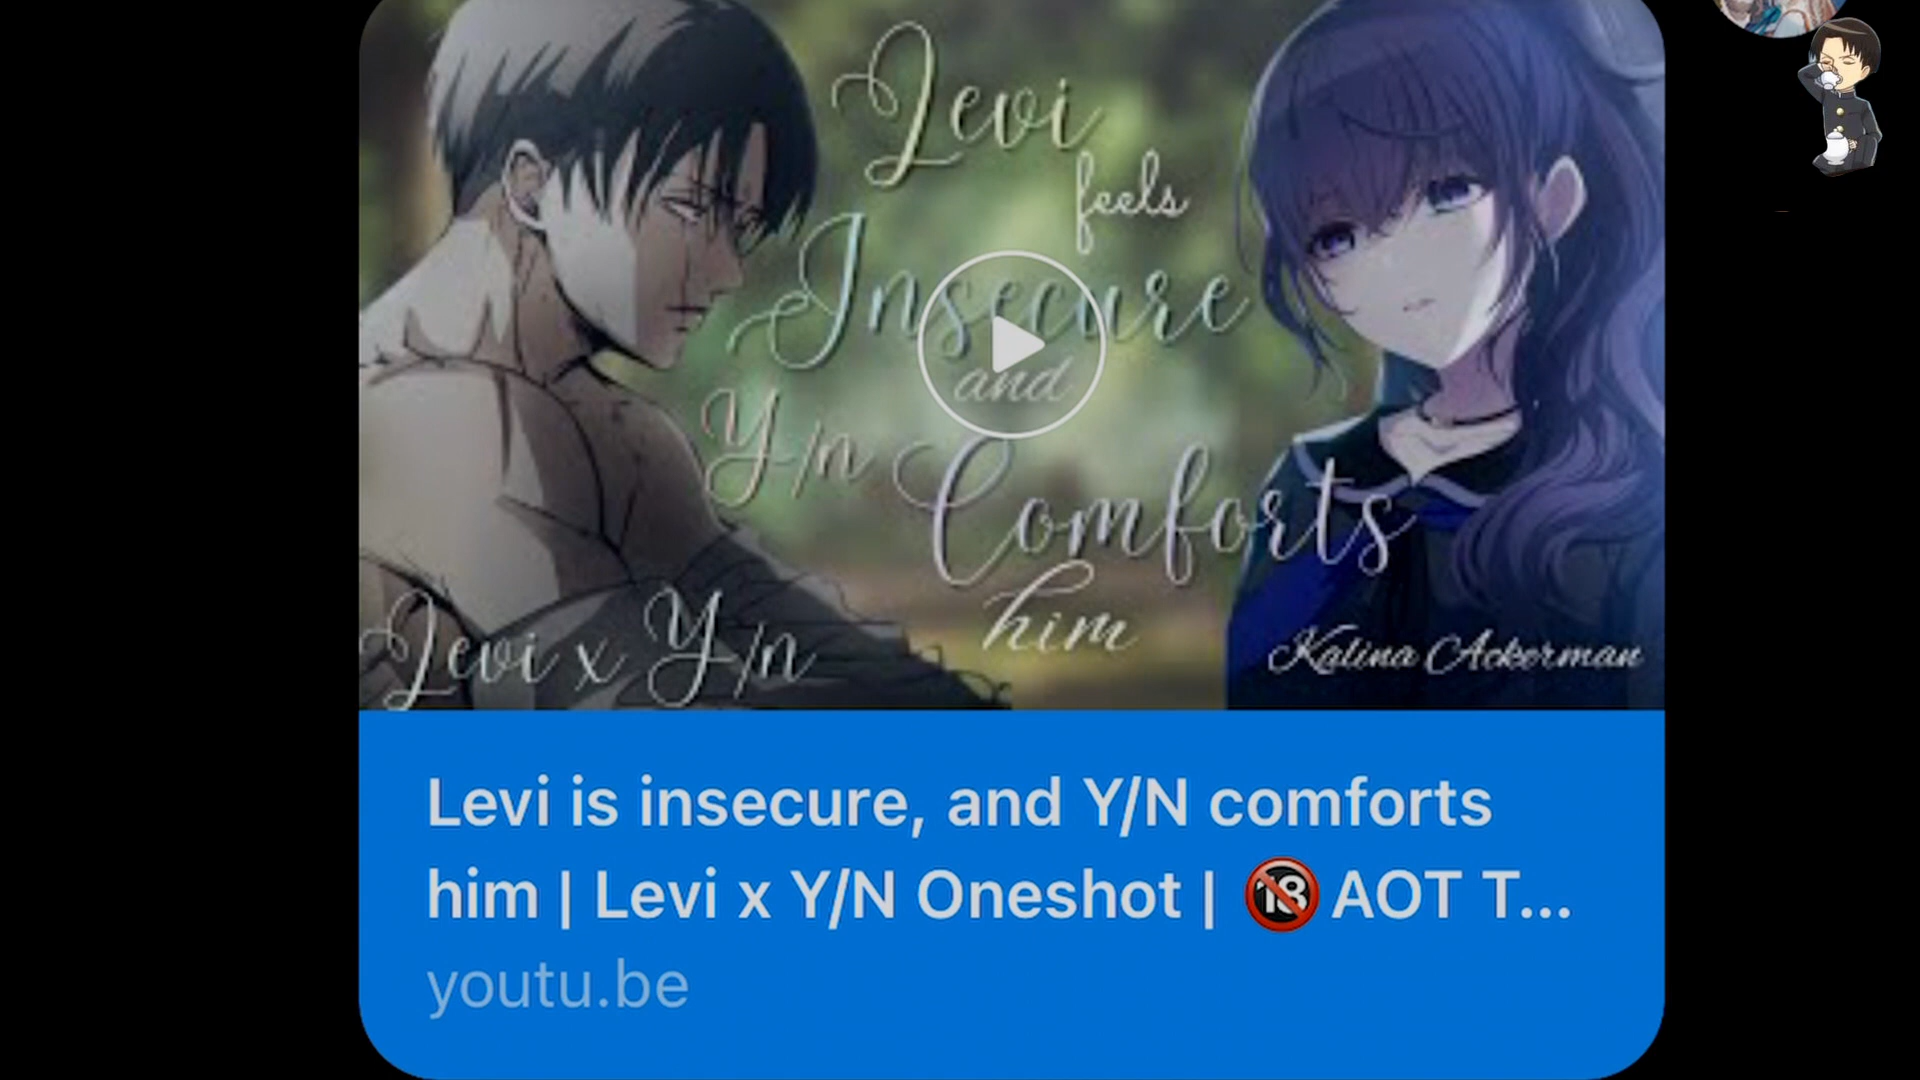 Levi
feels
Insecure
and
Y/n Comforts
him
Levi x Y/n
Kalina Ackerman
Levi is insecure, and Y/N comforts
him | Levi x Y/N Oneshot | 🔞AOT T...
youtu.be